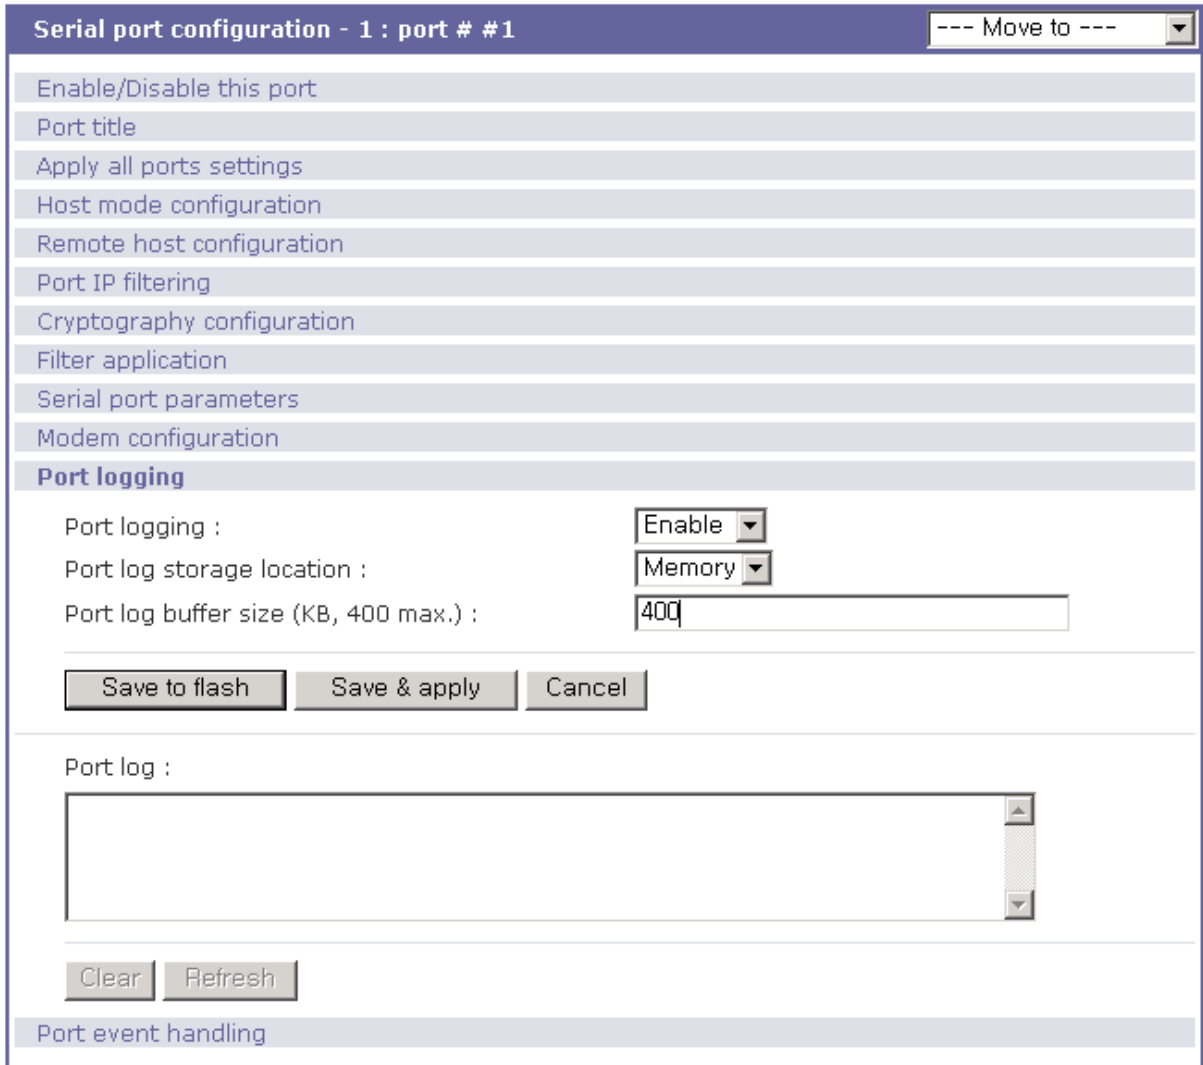 Serial port configuration - 1 : port # #1 --- Move to ---
Enable/Disable this port
Port title
Apply all ports settings
Host mode configuration
Remote host configuration
Port IP filtering
Cryptography configuration
Filter application
Serial port parameters
Modem configuration
Port logging
Port logging : Enable
Port log storage location : Memory
Port log buffer size (KB, 400 max.) : 400
Save to flash Save & apply Cancel
Port log :
Clear Refresh
Port event handling